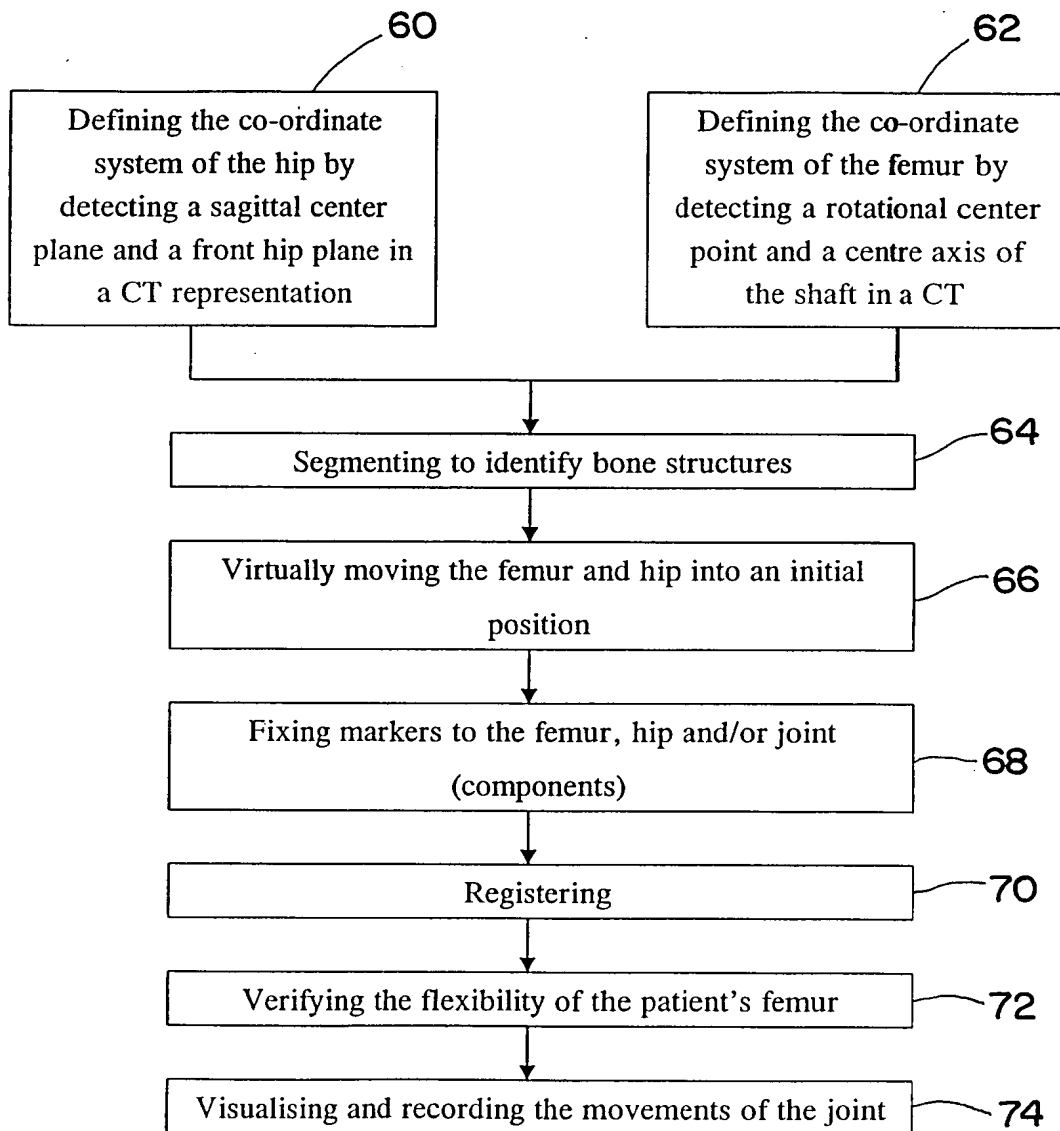 60
Defining the co-ordinate
system of the hip by
detecting a sagittal center
plane and a front hip plane in
a CT representation
62
Defining the co-ordinate
system of the femur by
detecting a rotational center
point and a centre axis of
the shaft in a CT
Segmenting to identify bone structures
64
Virtually moving the femur and hip into an initial
position
66
Fixing markers to the femur, hip and/or joint
(components)
68
Registering
70
Verifying the flexibility of the patient's femur
72
Visualising and recording the movements of the joint
74